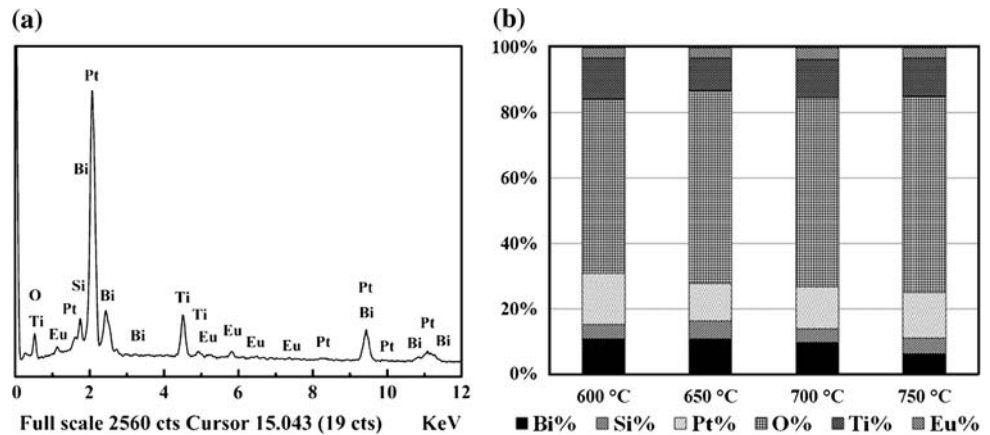 (a)
Pt
Bi
O
Si
Ti
Pt
Eu
Bi
Bi
Ti
Ti
Eu
Eu
Eu
Eu
Pt
Pt
Bi
Pt
Bi
Pt
Bi
0 2 4 6 8 10 12
Full scale 2560 cts Cursor 15.043 (19 cts) KeV
(b)
100%
80%
60%
40%
20%
0%
600 °C 650 °C 700 °C 750 °C
Bi% Si% Pt% O% Ti% Eu%